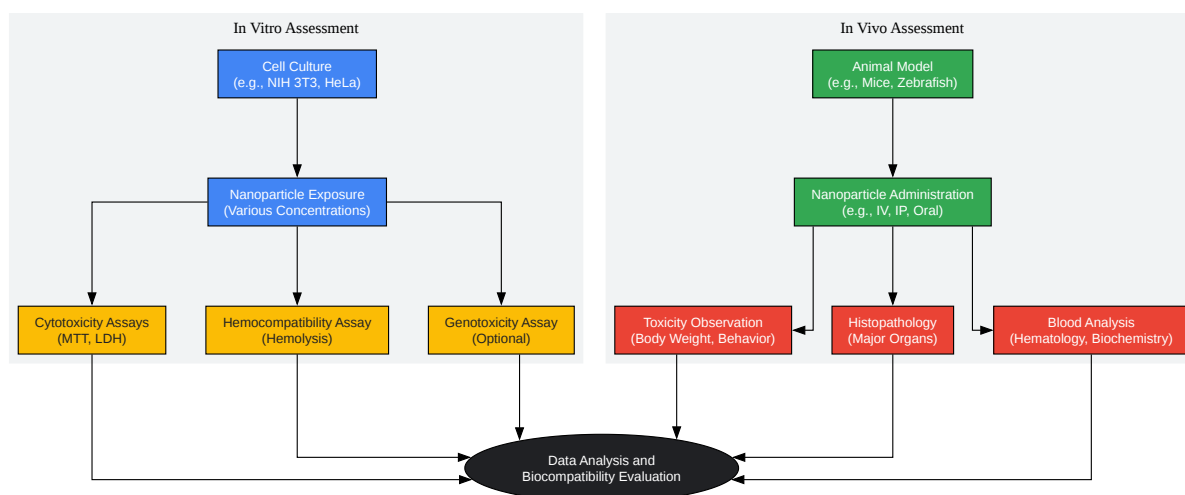 In Vitro Assessment
Cell Culture
(e.g., NIH 3T3, HeLa)
Nanoparticle Exposure
(Various Concentrations)
Cytotoxicity Assays
(MTT, LDH)
Hemocompatibility Assay
(Hemolysis)
Genotoxicity Assay
(Optional)
In Vivo Assessment
Animal Model
(e.g., Mice, Zebrafish)
Nanoparticle Administration
(e.g., IV, IP, Oral)
Toxicity Observation
(Body Weight, Behavior)
Histopathology
(Major Organs)
Blood Analysis
(Hematology, Biochemistry)
Data Analysis and
Biocompatibility Evaluation